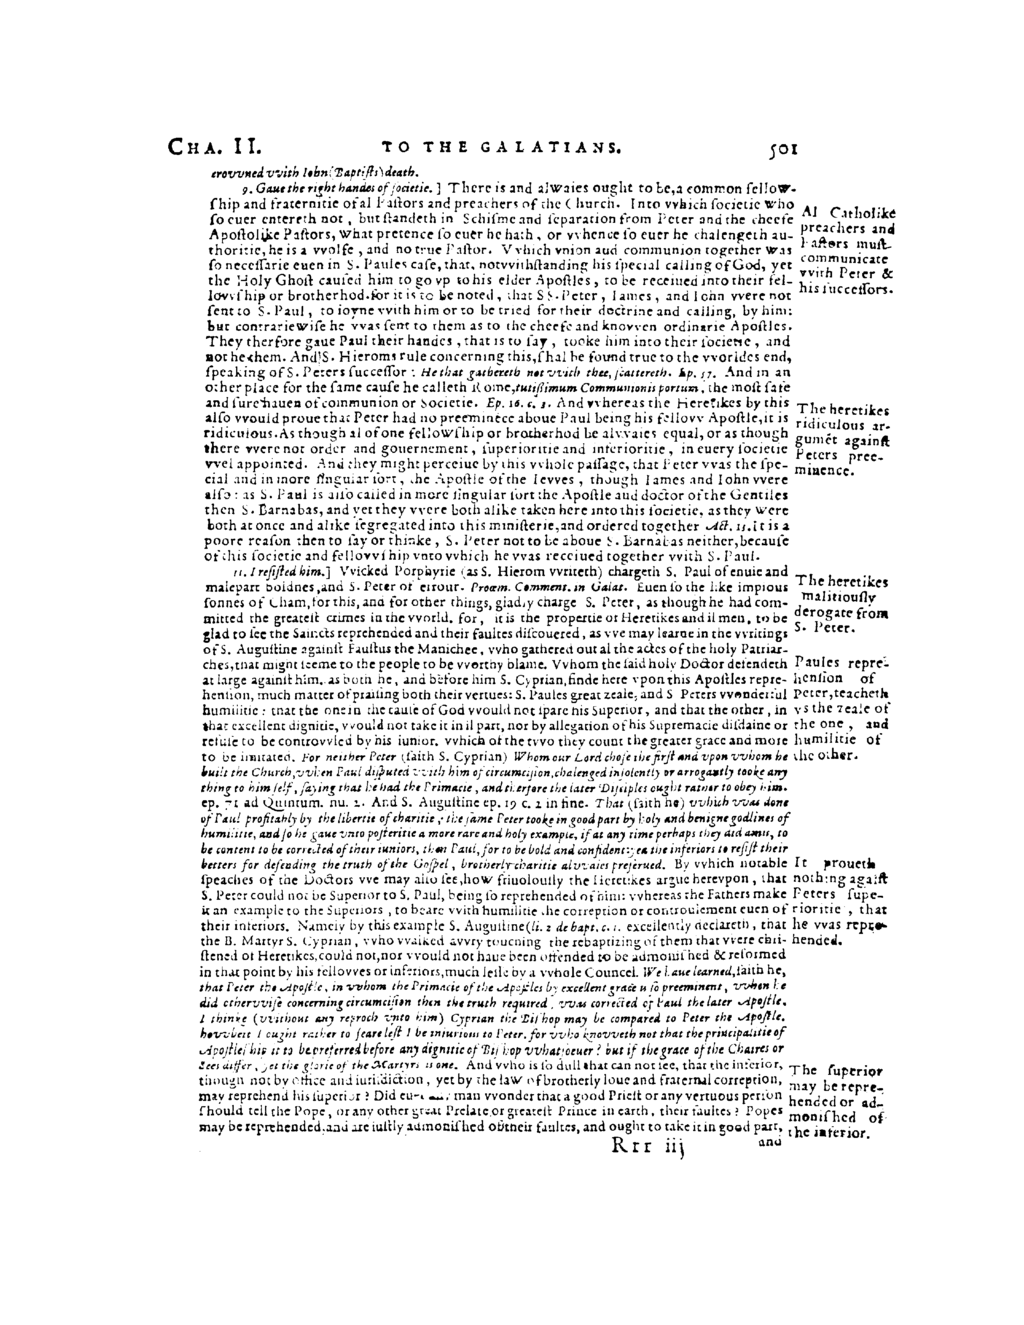 CHA. II. TO THE GALATIANS. 501
crovvned vvith Iohn (Baptists) death.
9. Gaue the right handes of societie. ] There is and alwaies ought to be, a common fellow-
ship and fraternitie of al Pastors and preachers of the Church. Into vvhich societie who
so euer entereth not, but standeth in Schisme and separation from Peter and the cheefe
Apostolike Pastors, what pretence so euer he hath, or vvhence so euer he chalengeth au-
thoritie, he is a vvolfe, and no true Pastor. Vvhich vnion aud communion together was
so necessarie euen in S. Paules case, that, notvvithstanding his special calling of God, yet
the Holy Ghost caused him to go vp to his elder Apostles, to be receiued into their fel-
lovvship or brotherhod. for it is to be noted, that SS. Peter, Iames, and Iohn vvere not
sent to S. Paul, to ioyne vvith him or to be tried for their doctrine and calling, by him:
but contrariewise he vvas sent to them as to the cheefe and knovven ordinarie Apostles.
They therfore gaue Paul their handes, that is to say, tooke him into their societie, and
not he them. And S. Hieroms rule concerning this, shal be found true to the vvorldes end,
speaking of S. Peters successor: He that gathereth not vvith thee, scattereth. Ep. 57. And in an
other place for the same cause he calleth Rome, tutissimum Communionis portum, the most safe
and sure hauen of communion or Societie. Ep. 16. c. 3. And vvhereas the Heretikes by this
also vvould proue that Peter had no preeminéce aboue Paul being his fellovv Apostle, it is
ridiculous. As though al of one fellowship or brotherhod be alvvaies equal, or as though
there vvere not order and gouernement, superioritie and inferioritie, in euery societie
vvel appointed. And they might perceiue by this vvhole passage, that Peter vvas the spe-
cial and in more singular sort, the Apostle of the Ievves, though Iames and Iohn vvere
also: as S. Paul is also called in more singular sort the Apostle aud doctor of the Gentiles
then S. Barnabas, and yet they vvere both alike taken here into this societie, as they were
both at once and alike segregated into this ministerie, and ordered together Act. 13. it is a
poore reason then to say or thinke, S. Peter not to be aboue S. Barnabas neither, because
of this societie and fellovvship vnto vvhich he vvas receiued together vvith S. Paul.
11. I resisted him.] Vvicked Porphyrie (as S. Hierom vvriteth) chargeth S. Paul of enuie and
malepart boldnes, and S. Peter of errour. Proœm. Comment. in Galat. Euen so the like impious
sonnes of Cham, for this, and for other things, gladly charge S. Peter, as though he had com-
mitted the greatest crimes in the vvorld. for, it is the propertie of Heretikes and il men, to be
glad to see the Saincts reprehended and their faultes discouered, as vve may learne in the vvritings
of S. Augustine against Faustus the Manichee, vvho gathered out al the actes of the holy Patriar-
ches, that might seeme to the people to be vvorthy blame. Vvhom the said holy Doctor defendeth
at large against him. as both he, and before him S. Cyprian, finde here vpon this Apostles repre-
hension, much matter of praising both their vertues: S. Paules great zeale, and S Peters vvonderful
humilitie: that the one in the cause of God vvould not spare his Superior, and that the other, in
that excellent dignitie, vvould not take it in il part, nor by allegation of his Supremacie disdaine or
refuse to be controvvled by his iunior. vvhich of the tvvo they count the greater grace and more
to be imitated. For neither Peter (saith S. Cyprian) Whom our Lord chose the first and vpon vvhom he
built the Church, vvhen Paul disputed vvith him of circumcision, chalenged insolently or arrogantly tooke any
thing to him self, saying that he had the Primacie, and therfore the later Disciples ought rather to obey him.
ep. 71 ad Quintum. nu. 2. And S. Augustine ep. 19 c. 2 in fine. That (saith he) vvhich vvas done
of Paul profitably by the libertie of charitie, the same Peter tooke in good part by holy and benigne godlines of
humilitie, and so he gaue vnto posteritie a more rare and holy example, if at any time perhaps they did amis, to
be content to be corrected of their iuniors, then Paul, for to be bold and confident: yea the inferiors to resist their
betters for defending the truth of the Gospel, brotherly charitie alvvaies preserued. By vvhich notable
speaches of the Doctors vve may also see, how friuolously the Heretikes argue herevpon, that
S. Peter could not be Superior to S. Paul, being so reprehended of him: vvhereas the Fathers make
it an example to the Superiors, to beare vvith humilitie the correption or controulement euen of
their inferiors. Namely by this example S. Augustine (li. 2 de bapt. c. 1. excellently declareth, that
the B. Martyr S. Cyprian, vvho vvalked avvry touching the rebaptizing of them that vvere chri-
stened of Heretikes, could not, nor vvould not haue been offended to be admonished & reformed
in that point by his fellovves or inferiors, much lesse by a vvhole Councel. We haue learned, saith he,
that Peter the Apostle, in vvhom the Primacie of the Apostles by excellent grace is so preeminent, vvhen he
did othervvise concerning circumcision then the truth required, vvas corrected of Paul the later Apostle.
I thinke (vvithout any reproch vnto him) Cyprian the Bishop may be compared to Peter the Apostle.
hovvbeit I ought rather to feare lest I be iniurious to Peter. for vvho knovveth not that the principalitie of
Apostleship is to be preferred before any dignitie of Bishop vvhatsoeuer? but if the grace of the Chaires or
Sees differ, yet the glorie of the Martyrs is one. And vvho is so dull that can not see, that the inferior,
though not by office and iurisdiction, yet by the law of brotherly loue and fraternal correption,
may reprehend his superior? Did euer any man vvonder that a good Priest or any vertuous person
should tell the Pope, or any other great Prelate or greatest Prince in earth, their faultes? Popes
may be reprehended, and are iustly admonished of their faultes, and ought to take it in good part,
Rrr iij and
Al Catholike
preachers and
Pastors must
communicate
vvith Peter &
his successors.
The heretikes
ridiculous ar-
gumét against
Peters pree-
minence.
The heretikes
malitiously
derogate from
S. Peter.
Paules repre-
hension of
Peter, teacheth
vs the zeale of
the one, and
humilitie of
the other.
It proueth
nothing agaist
Peters supe-
rioritie, that
he vvas repre-
hended.
The superior
may be repre-
hended or ad-
monished of
the inferior.